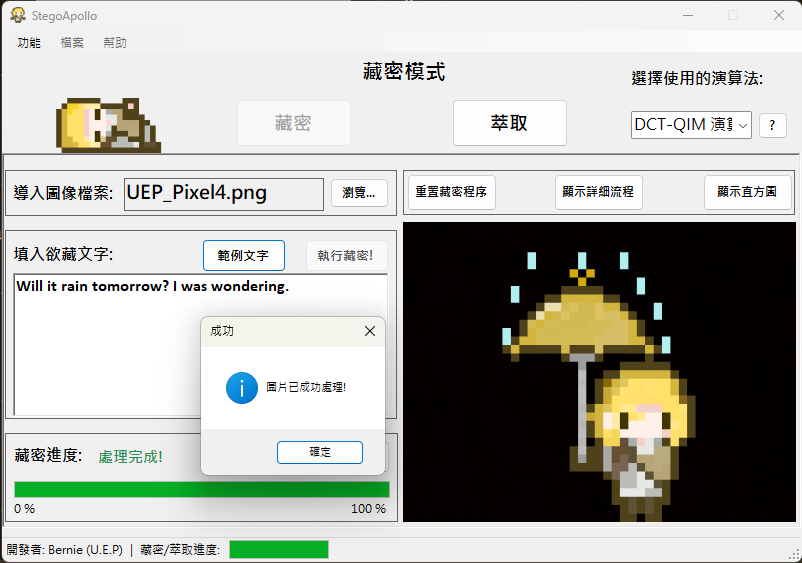 StegoApollo
功能 檔案 幫助
藏密模式
選擇使用的演算法:
藏密
萃取
DCT-QIM 演算
?
導入圖像檔案:
UEP_Pixel4.png
瀏覽...
重置藏密程序
顯示詳細流程
顯示直方圖
填入欲藏文字:
範例文字
執行藏密!
Will it rain tomorrow? I was wondering.
成功
圖片已成功處理!
確定
藏密進度:
處理完成!
0 %
100 %
開發者: Bernie (U.E.P) | 藏密/萃取進度: